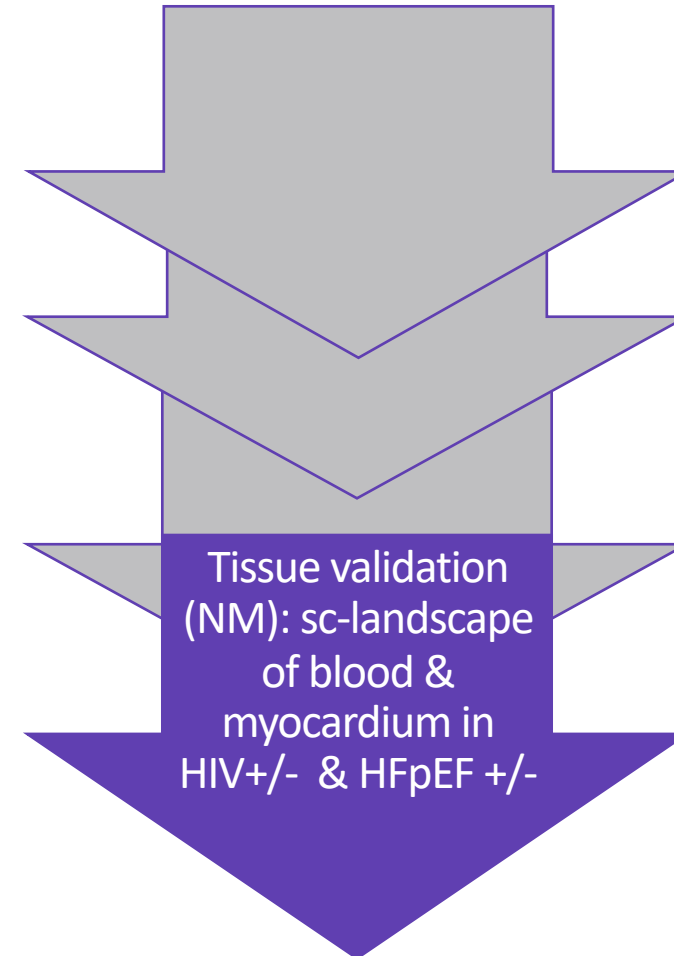 Tissue validation
(NM): sc-landscape
of blood &
myocardium in
HIV+/- & HFpEF +/-